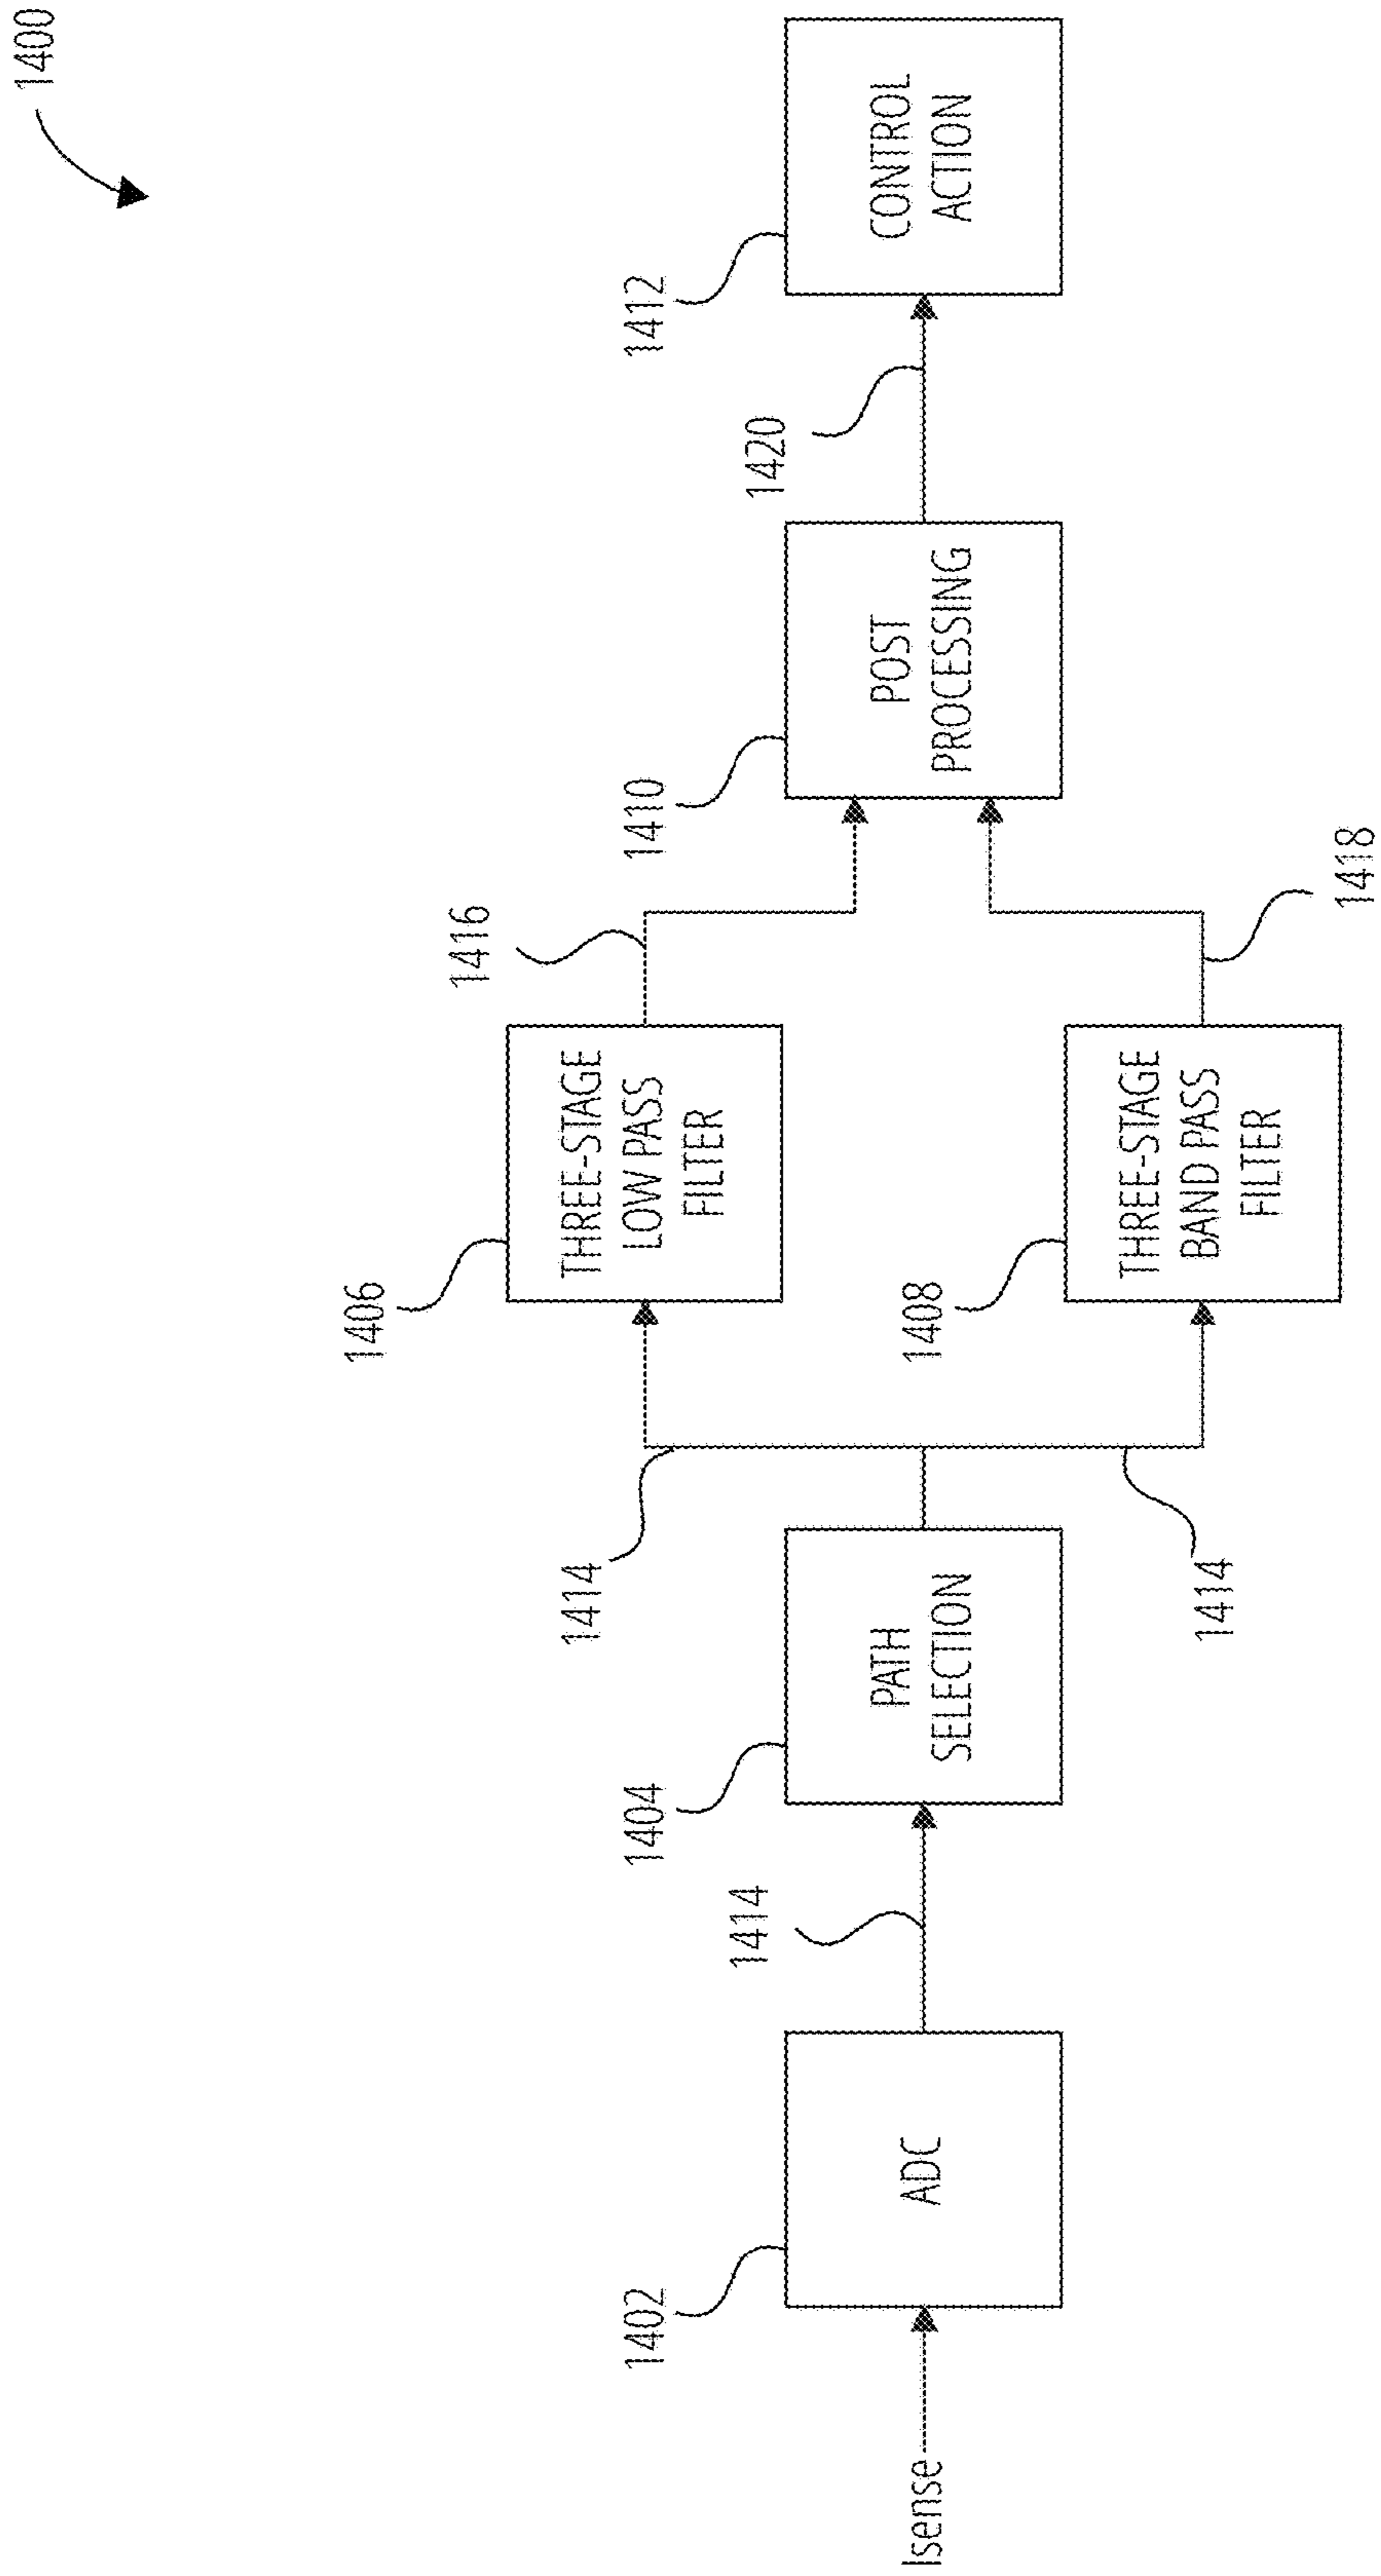 1400
Isense
1402
ADC
1414
1404
PATH
SELECTION
1414
1414
1406
THREE-STAGE
LOW PASS
FILTER
1408
THREE-STAGE
BAND PASS
FILTER
1416
1418
1410
POST
PROCESSING
1420
1412
CONTROL
ACTION